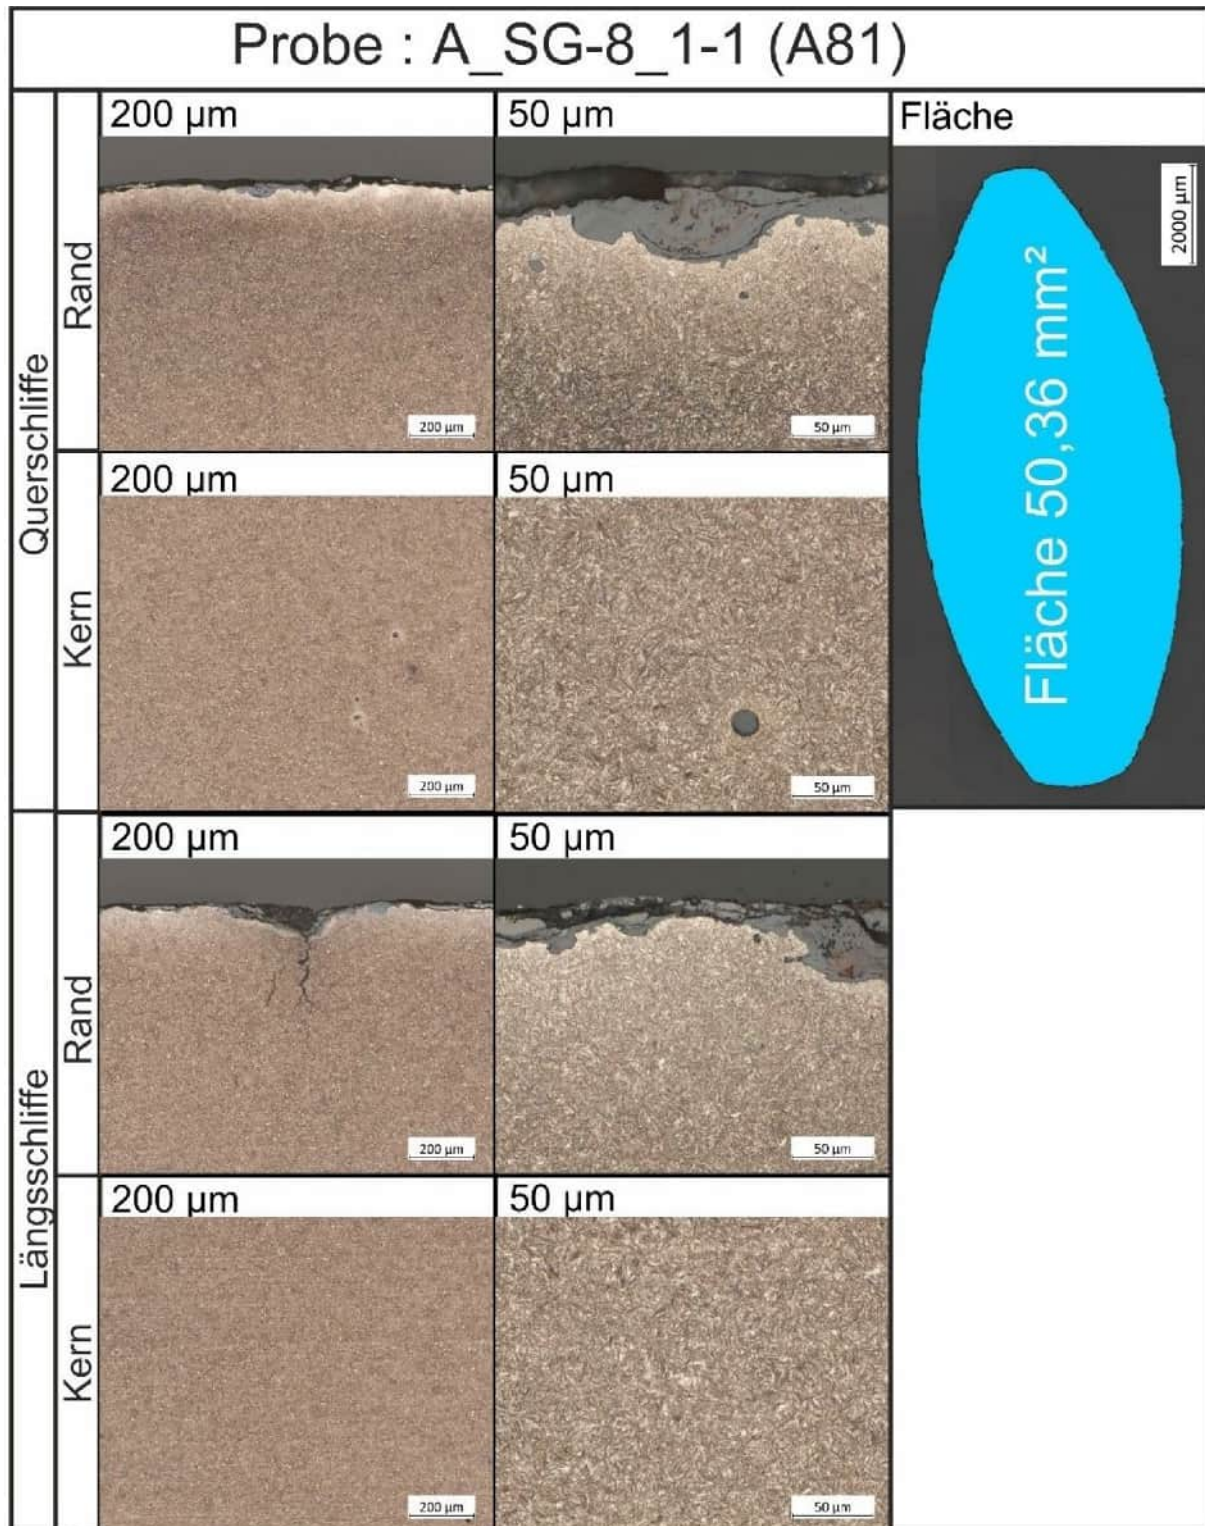 Probe : A_SG-8_1-1 (A81)
Querschliffe
Rand
200 µm
200 µm
50 µm
50 µm
Fläche
2000 µm
Fläche 50,36 mm²
Kern
200 µm
200 µm
50 µm
50 µm
Längsschliffe
Rand
200 µm
200 µm
50 µm
50 µm
Kern
200 µm
200 µm
50 µm
50 µm